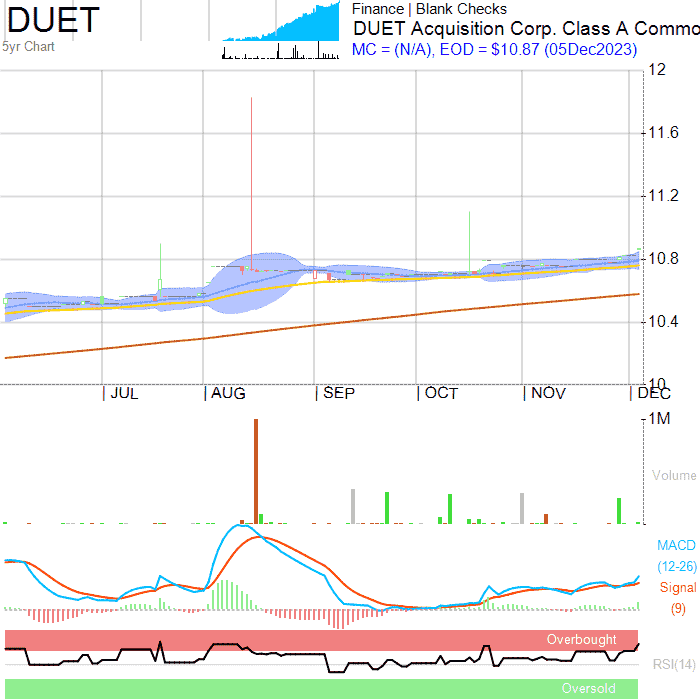 DUET
5yr Chart
Finance | Blank Checks
DUET Acquisition Corp. Class A Commo
MC = (N/A), EOD = $10.87 (05Dec2023)
12
11.6
11.2
10.8
10.4
10
| JUL | AUG | SEP | OCT | NOV | DEC
1M
Volume
MACD
(12-26)
Signal
(9)
Overbought
RSI(14)
Oversold